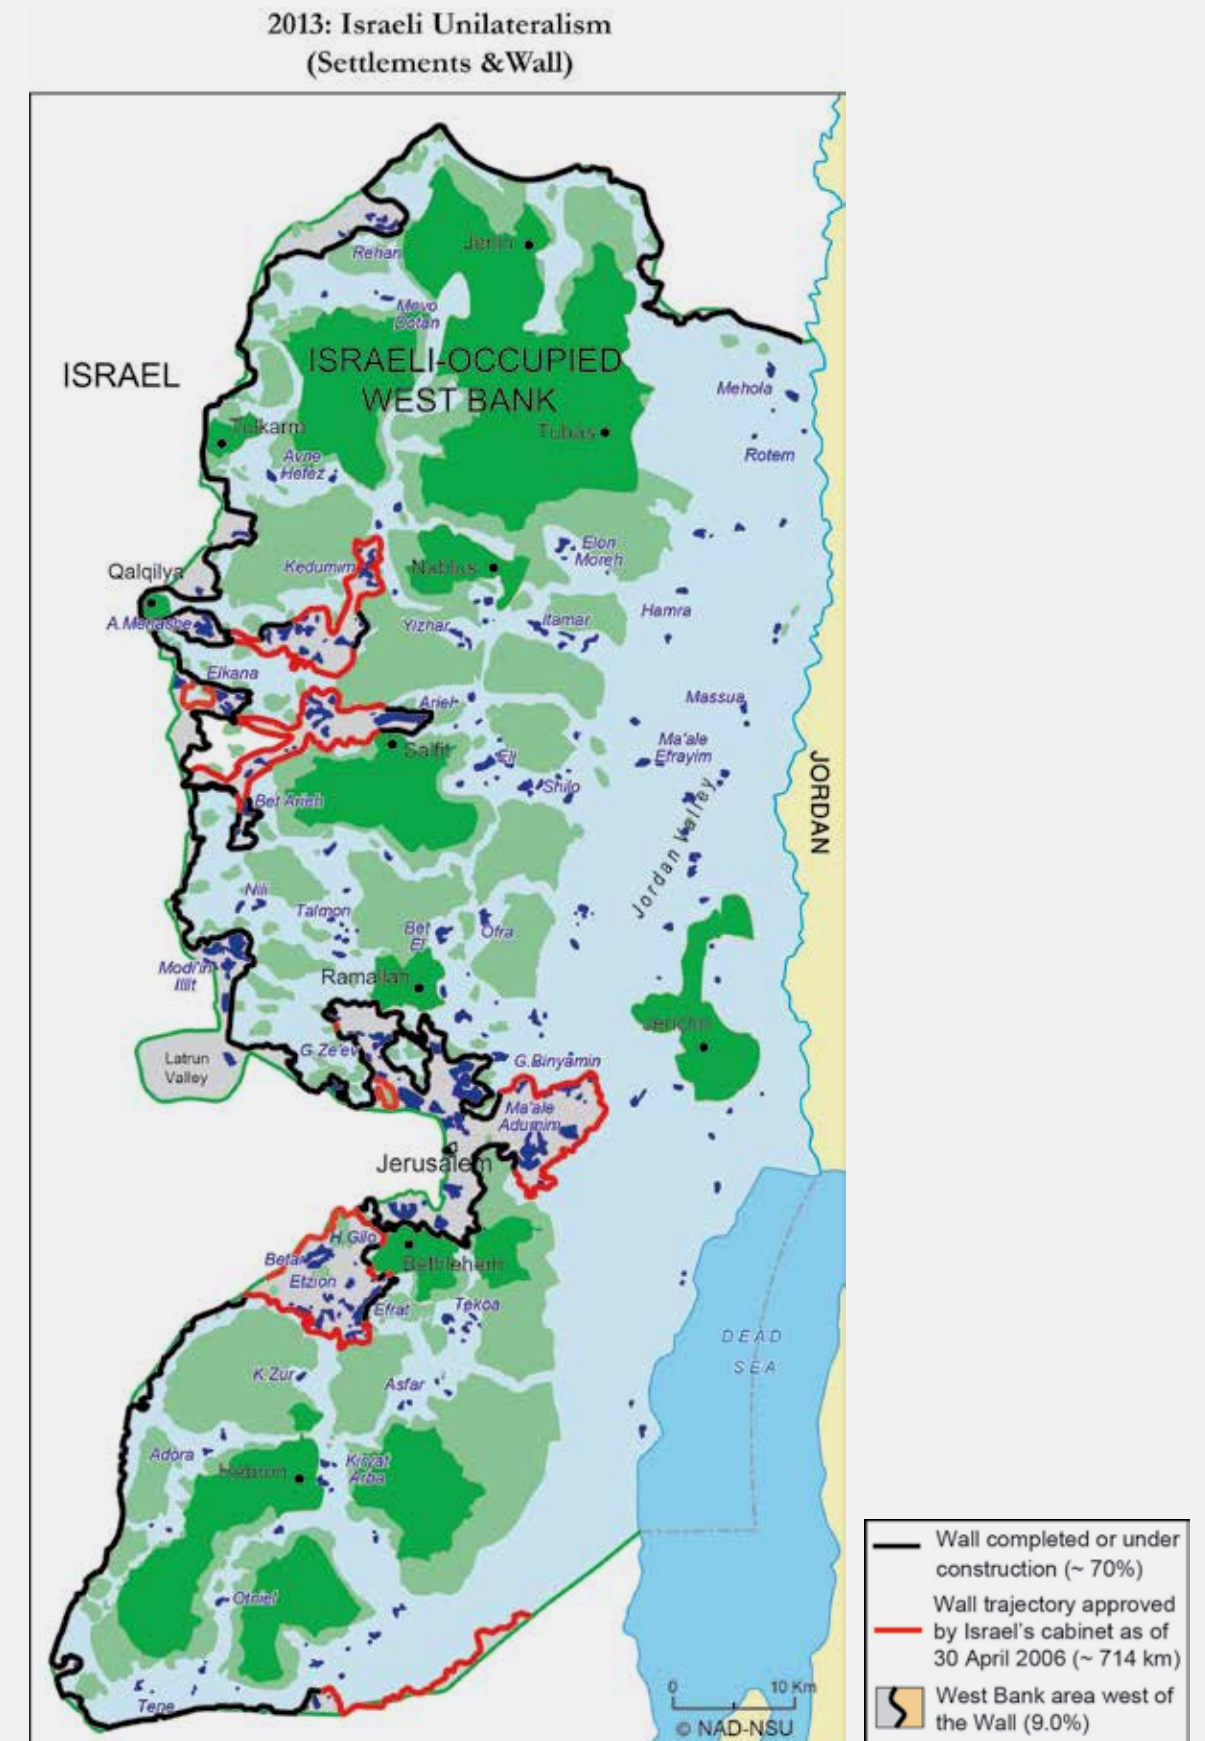 2013: Israeli Unilateralism
(Settlements &Wall)
Jenin
Rehan
Mevo
Dotan
ISRAEL
ISRAELI-OCCUPIED
WEST BANK
Mehola
Tulkarm
Tubas
Avne
Hefez
Rotem
Elon
Moreh
Qalqilya
Kedumim
Nablus
A.Menashe
Yizhar
Itamar
Hamra
Elkana
Ariel
Massua
Salfit
Ma'ale
Efrayim
Eli
Shilo
JORDAN
Bet Arieh
Jordan Valley
Nili
Talmon
Bet
El
Ofra
Modi'in
Illit
Ramallah
Jericho
Latrun
Valley
G.Ze'ev
G.Binyamin
Ma'ale
Adumim
Jerusalem
H.Gilo
Betar
Bethlehem
Etzion
Efrat
Tekoa
DEAD
SEA
K.Zur
Asfar
Adora
Hebron
Kiryat
Arba
Otniel
Tene
0
10 Km
© NAD-NSU
Wall completed or under
construction (~ 70%)
Wall trajectory approved
by Israel's cabinet as of
30 April 2006 (~ 714 km)
West Bank area west of
the Wall (9.0%)